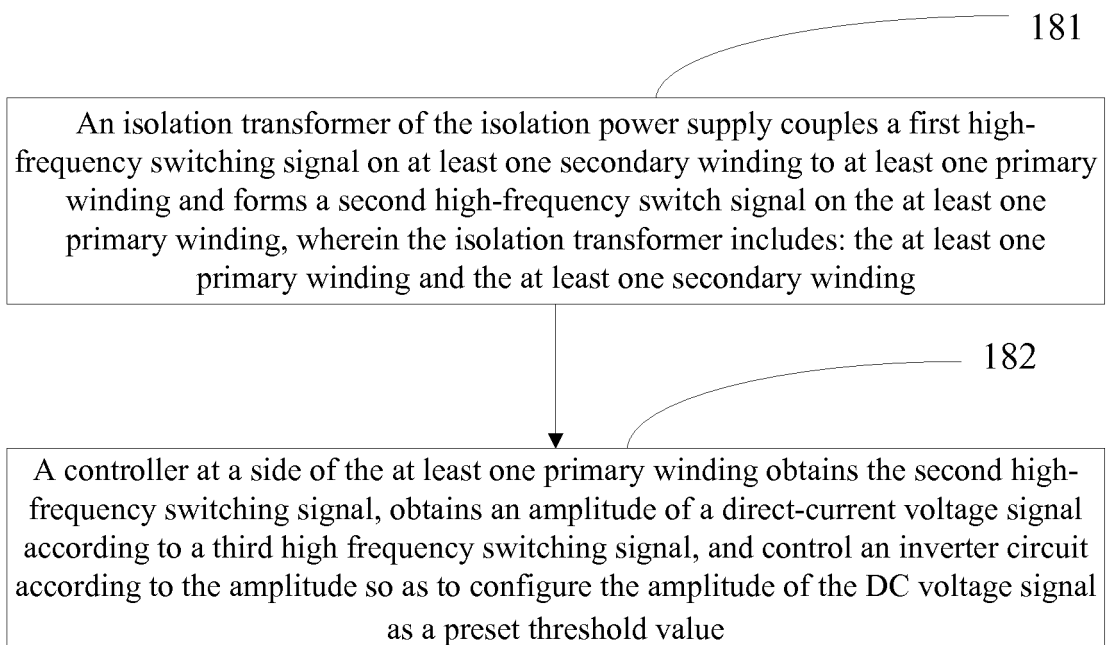 181
An isolation transformer of the isolation power supply couples a first high-
frequency switching signal on at least one secondary winding to at least one primary
winding and forms a second high-frequency switch signal on the at least one
primary winding, wherein the isolation transformer includes: the at least one
primary winding and the at least one secondary winding
182
A controller at a side of the at least one primary winding obtains the second high-
frequency switching signal, obtains an amplitude of a direct-current voltage signal
according to a third high frequency switching signal, and control an inverter circuit
according to the amplitude so as to configure the amplitude of the DC voltage signal
as a preset threshold value